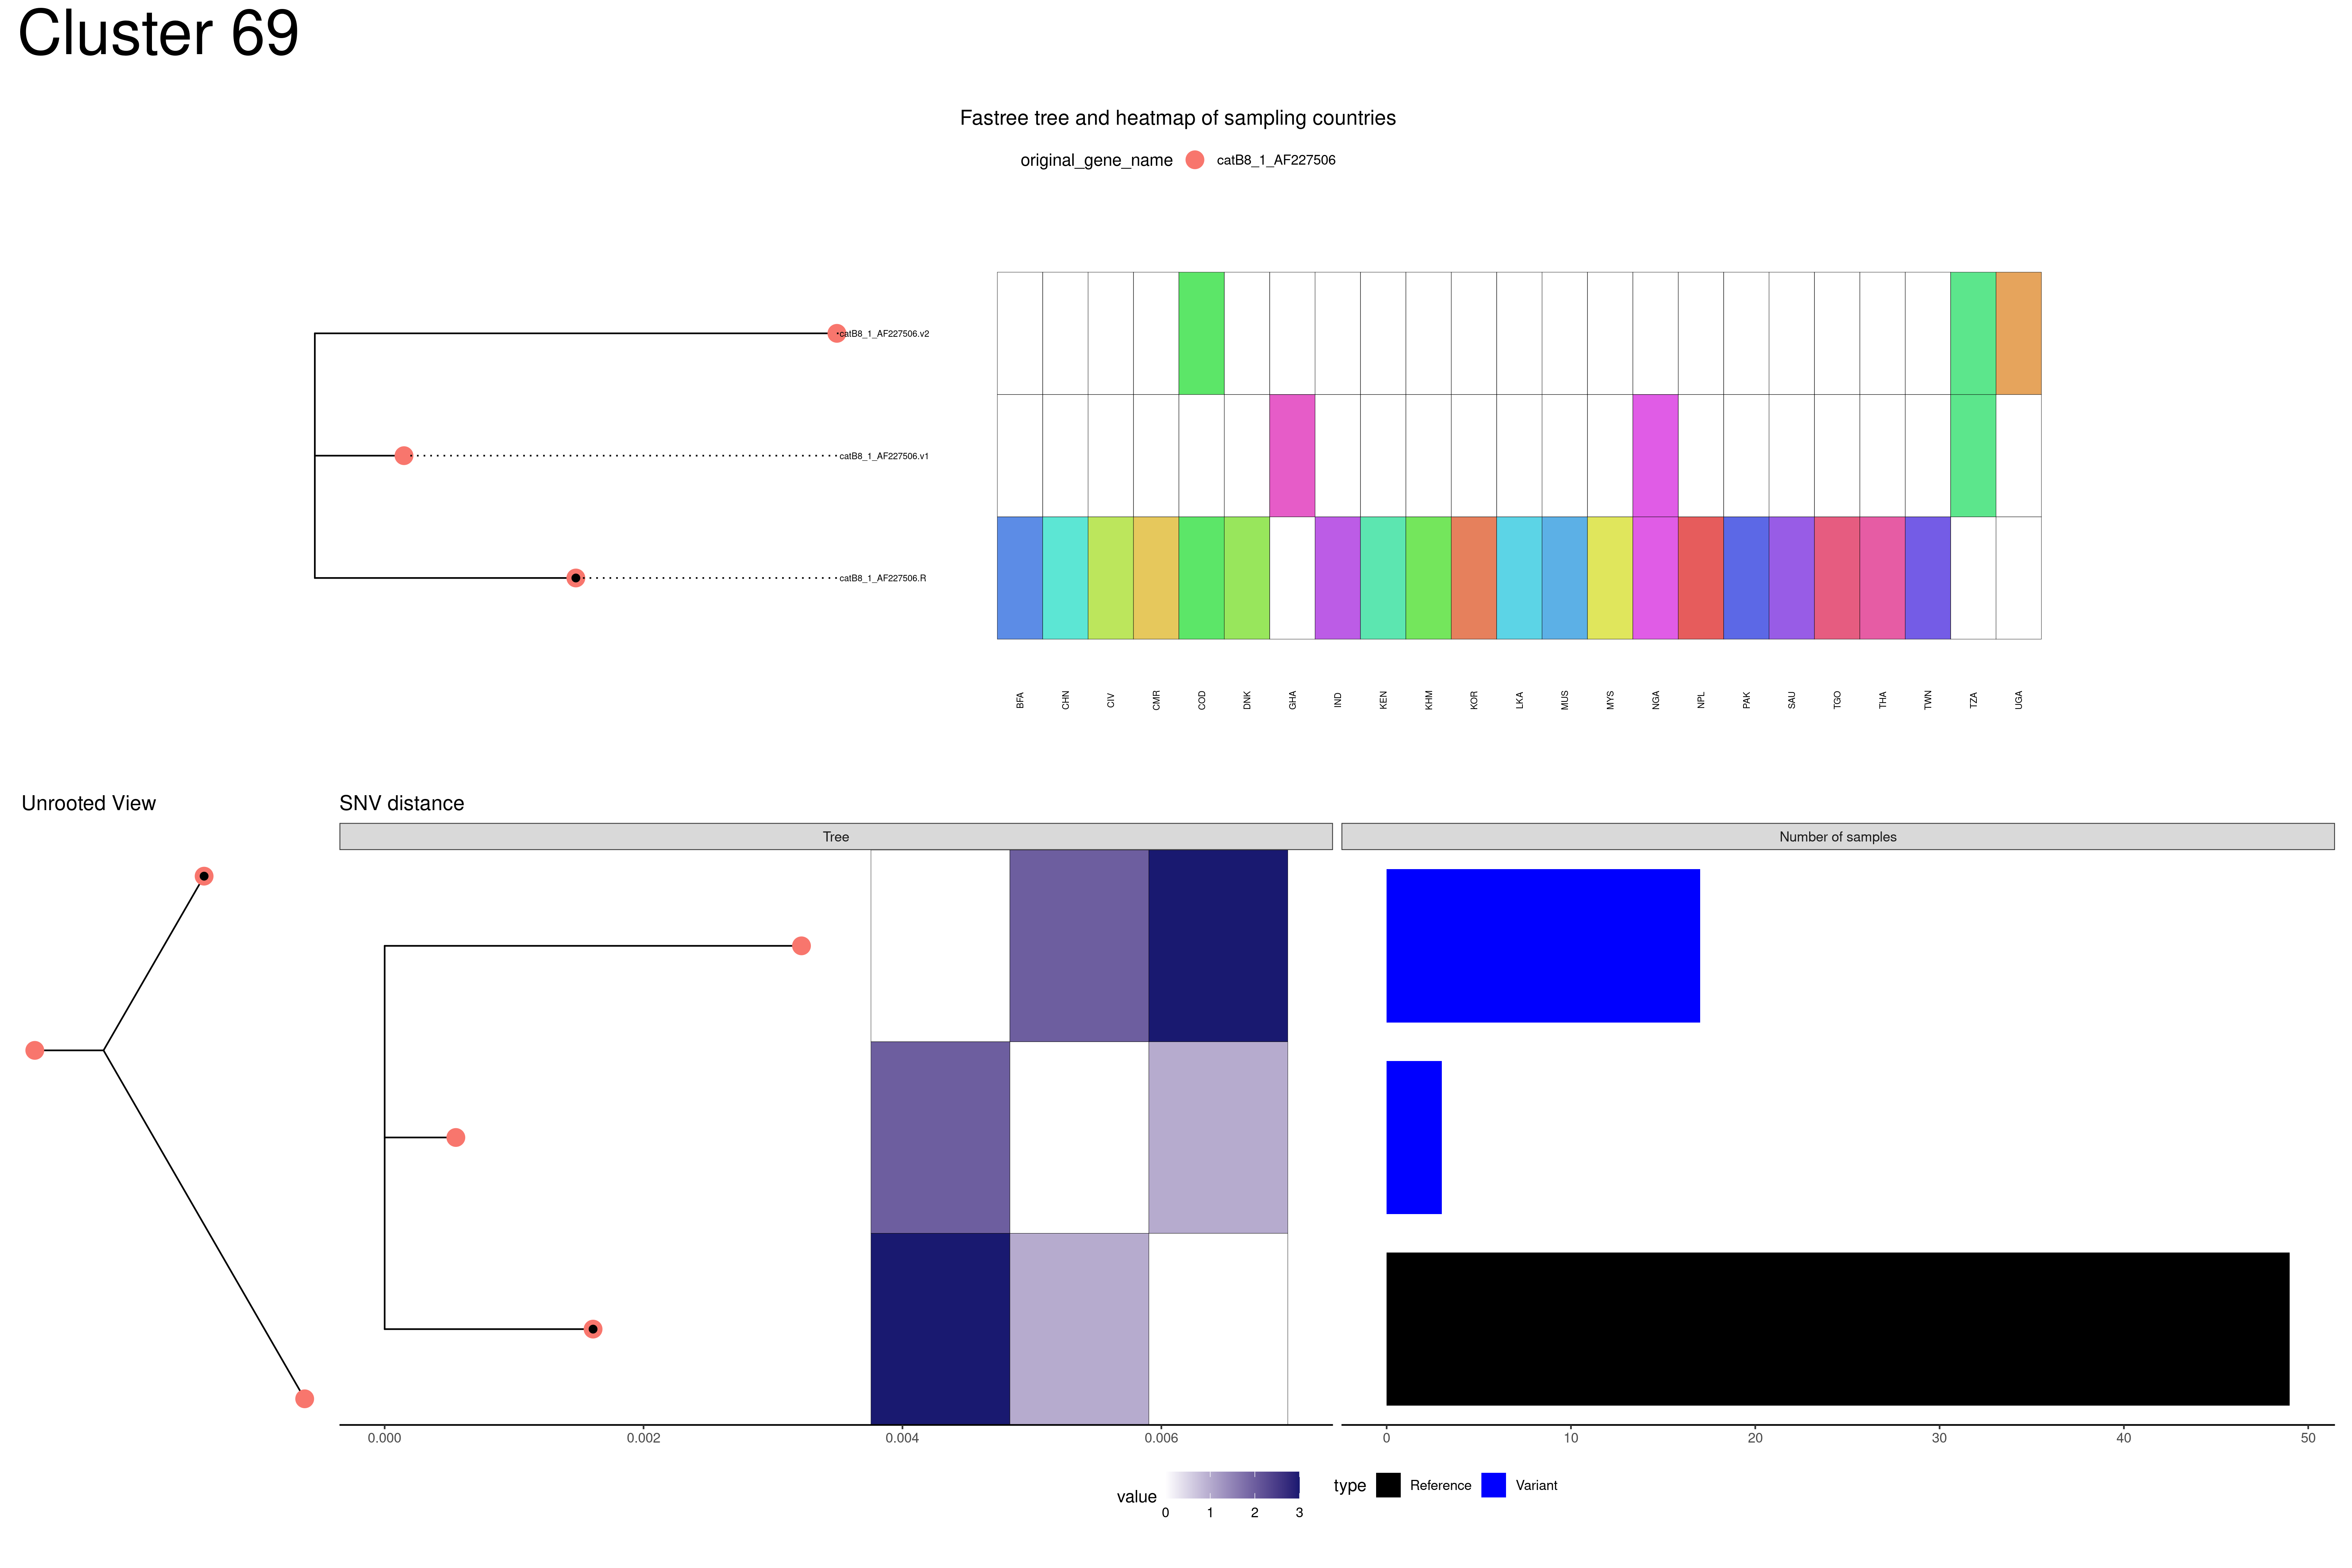 Cluster 69
Fastree tree and heatmap of sampling countries
original_gene_name catB8_1_AF227506
catB8_1_AF227506.v2
catB8_1_AF227506.v1
catB8_1_AF227506.R
BFA CHN CIV CMR COD DNK GHA IND KEN KHM KOR LKA MUS MYS NGA NPL PAK SAU TGO THA TWN TZA UGA
Unrooted View SNV distance
Tree Number of samples
0.000 0.002 0.004 0.006 0 10 20 30 40 50
value 0 1 2 3 type Reference Variant